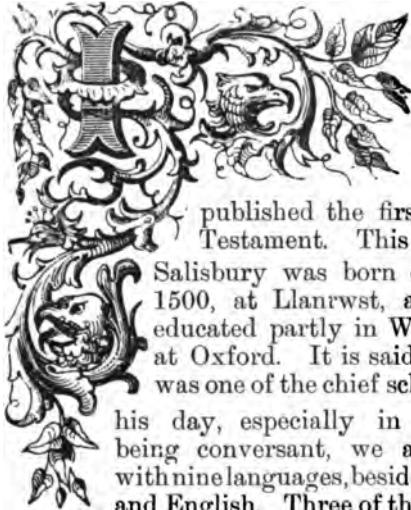 I
published the firs
Testament. This
Salisbury was born
1500, at Llanrwst, a
educated partly in W
at Oxford. It is said
was one of the chief sch
his day, especially in
being conversant, we a
with nine languages, besid
and English. Three of th